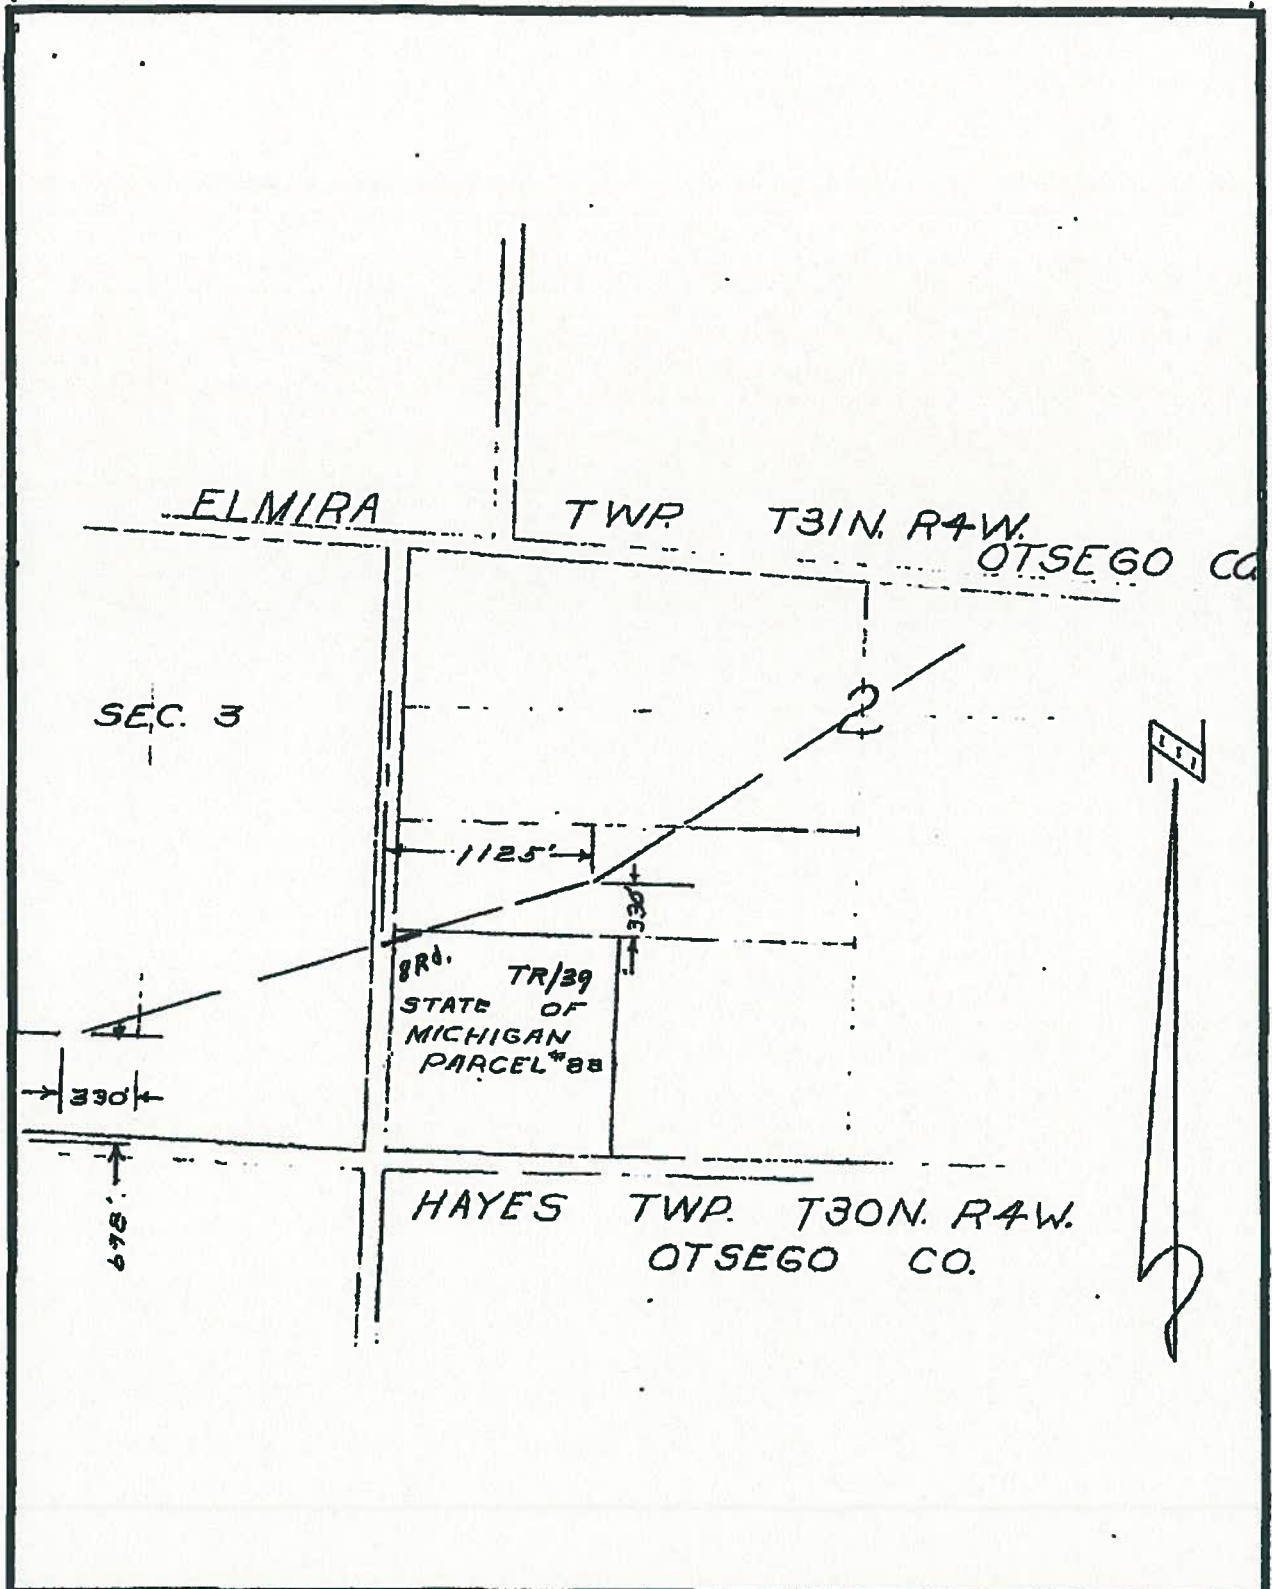 ELMIRA TWP. T31N. R4W.
OTSEGO CO.
SEC. 3
2
1125'
330'
8Rd.
TR/39
STATE OF
MICHIGAN
PARCEL #88
330'
678'
HAYES TWP. T30N. R4W.
OTSEGO CO.